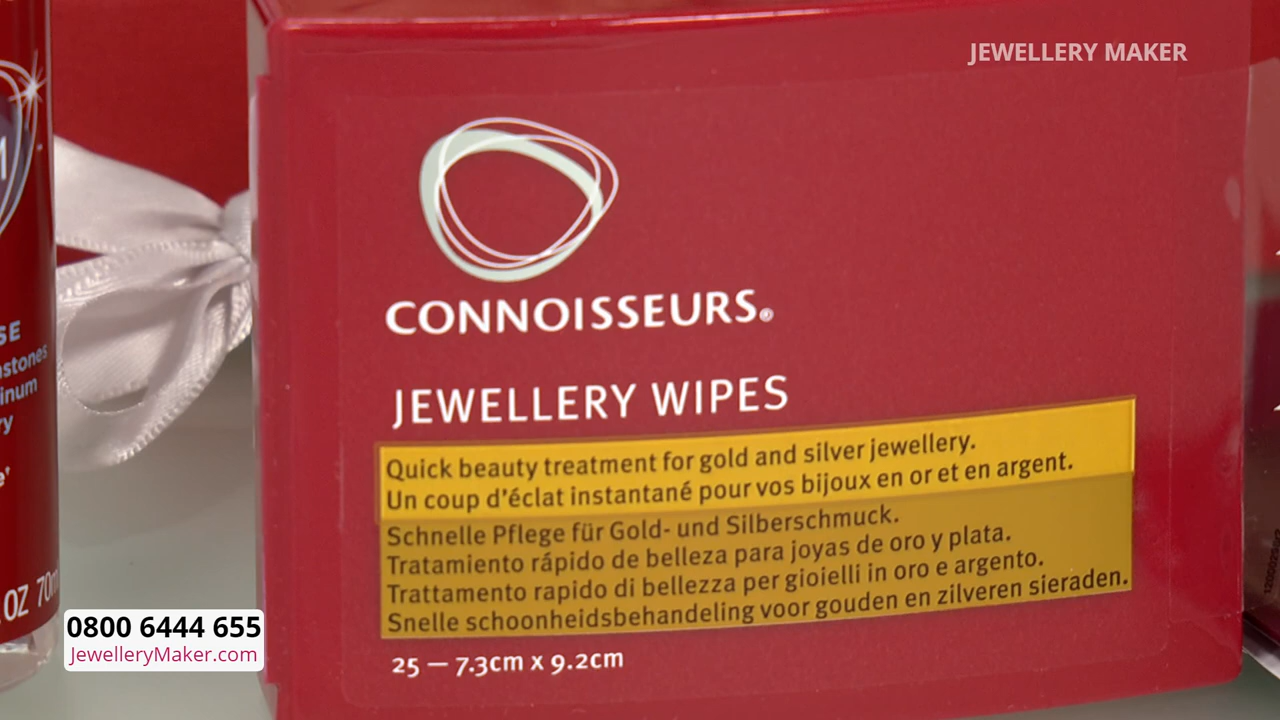 JEWELLERY MAKER
CONNOISSEURS®
JEWELLERY WIPES
Quick beauty treatment for gold and silver jewellery.
Un coup d'éclat instantané pour vos bijoux en or et en argent.
Schnelle Pflege für Gold- und Silberschmuck.
Tratamiento rápido de belleza para joyas de oro y plata.
Trattamento rapido di bellezza per gioielli in oro e argento.
Snelle schoonheidsbehandeling voor gouden en zilveren sieraden.
25 – 7.3cm x 9.2cm
OZ 70
0800 6444 655
JewelleryMaker.com